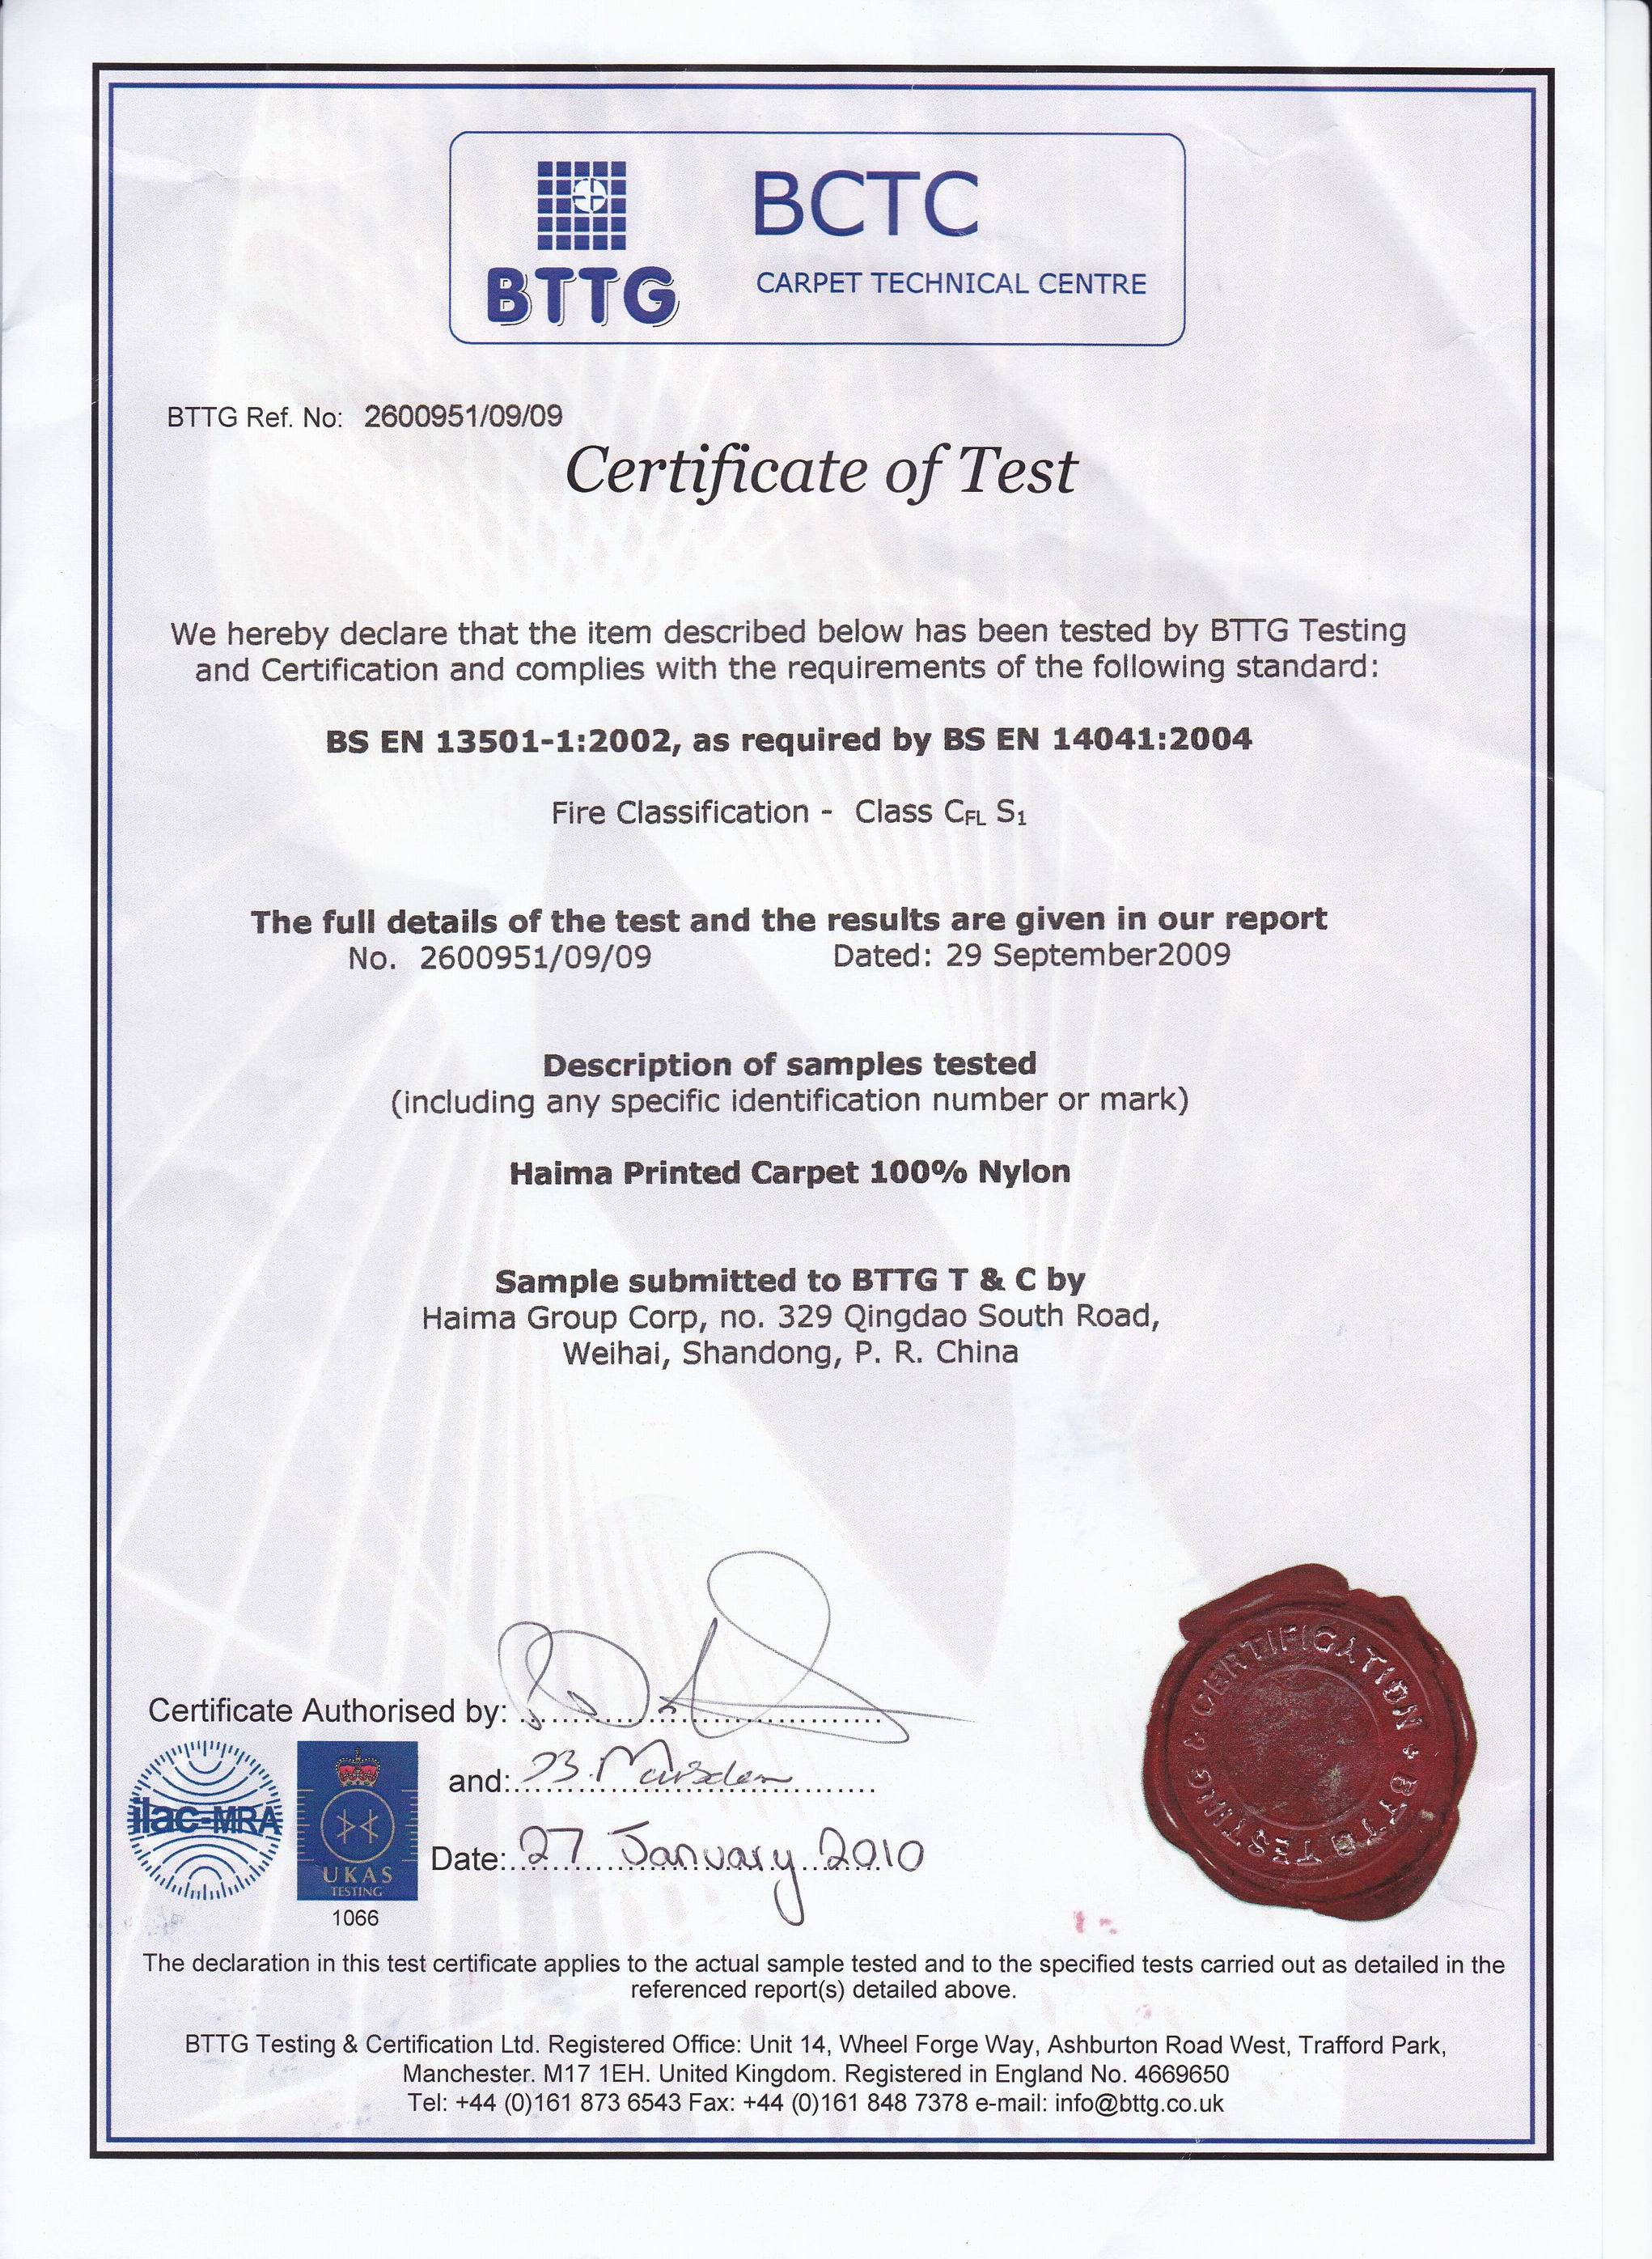 BTTG
BCTC
CARPET TECHNICAL CENTRE
BTTG Ref. No: 2600951/09/09
Certificate of Test
We hereby declare that the item described below has been tested by BTTG Testing
and Certification and complies with the requirements of the following standard:
BS EN 13501-1:2002, as required by BS EN 14041:2004
Fire Classification - Class CFL S1
The full details of the test and the results are given in our report
No. 2600951/09/09 Dated: 29 September2009
Description of samples tested
(including any specific identification number or mark)
Haima Printed Carpet 100% Nylon
Sample submitted to BTTG T & C by
Haima Group Corp, no. 329 Qingdao South Road,
Weihai, Shandong, P. R. China
Certificate Authorised by:
and: B. Marsden
Date: 27 January 2010
ilac-MRA
UKAS
TESTING
1066
BTTG TESTING & CERTIFICATION
The declaration in this test certificate applies to the actual sample tested and to the specified tests carried out as detailed in the
referenced report(s) detailed above.
BTTG Testing & Certification Ltd. Registered Office: Unit 14, Wheel Forge Way, Ashburton Road West, Trafford Park,
Manchester. M17 1EH. United Kingdom. Registered in England No. 4669650
Tel: +44 (0)161 873 6543 Fax: +44 (0)161 848 7378 e-mail: info@bttg.co.uk